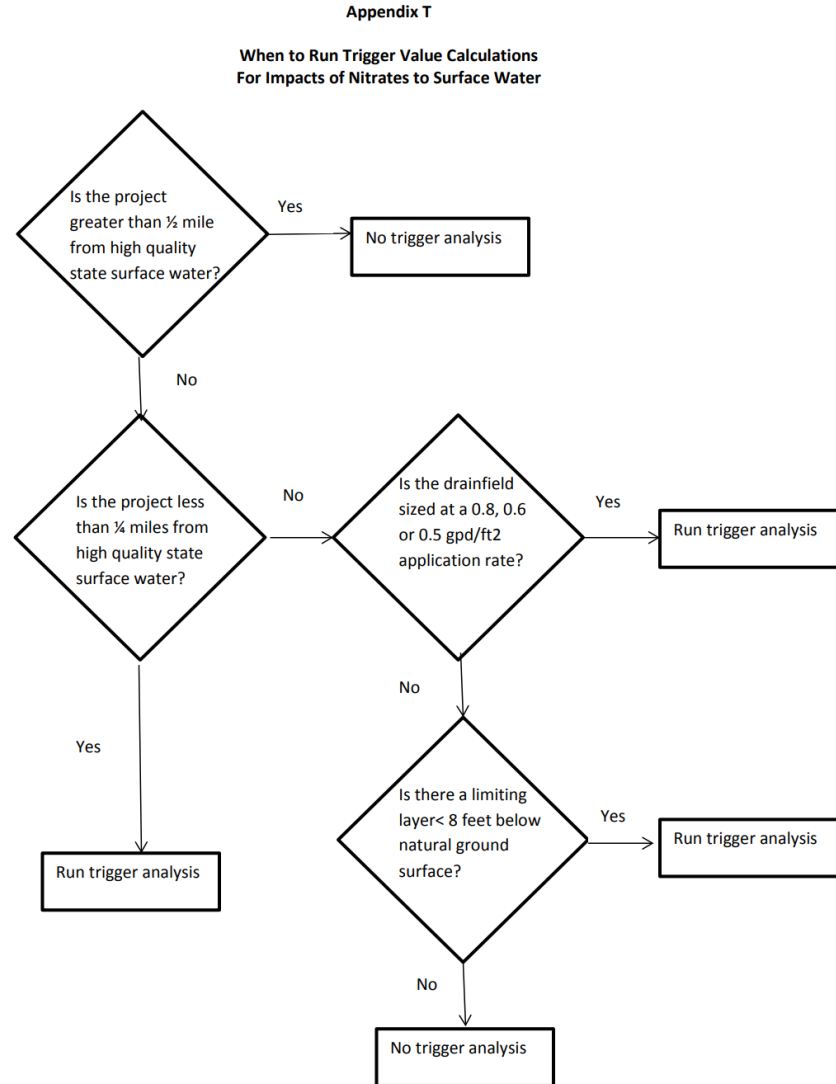 Appendix T
When to Run Trigger Value Calculations
For Impacts of Nitrates to Surface Water
Is the project
greater than ½ mile
from high quality
state surface water?
Yes
No trigger analysis
No
Is the project less
than ¼ miles from
high quality state
surface water?
No
Is the drainfield
sized at a 0.8, 0.6
or 0.5 gpd/ft2
application rate?
Yes
Run trigger analysis
No
Yes
Is there a limiting
layer< 8 feet below
natural ground
surface?
Yes
Run trigger analysis
Run trigger analysis
No
No trigger analysis